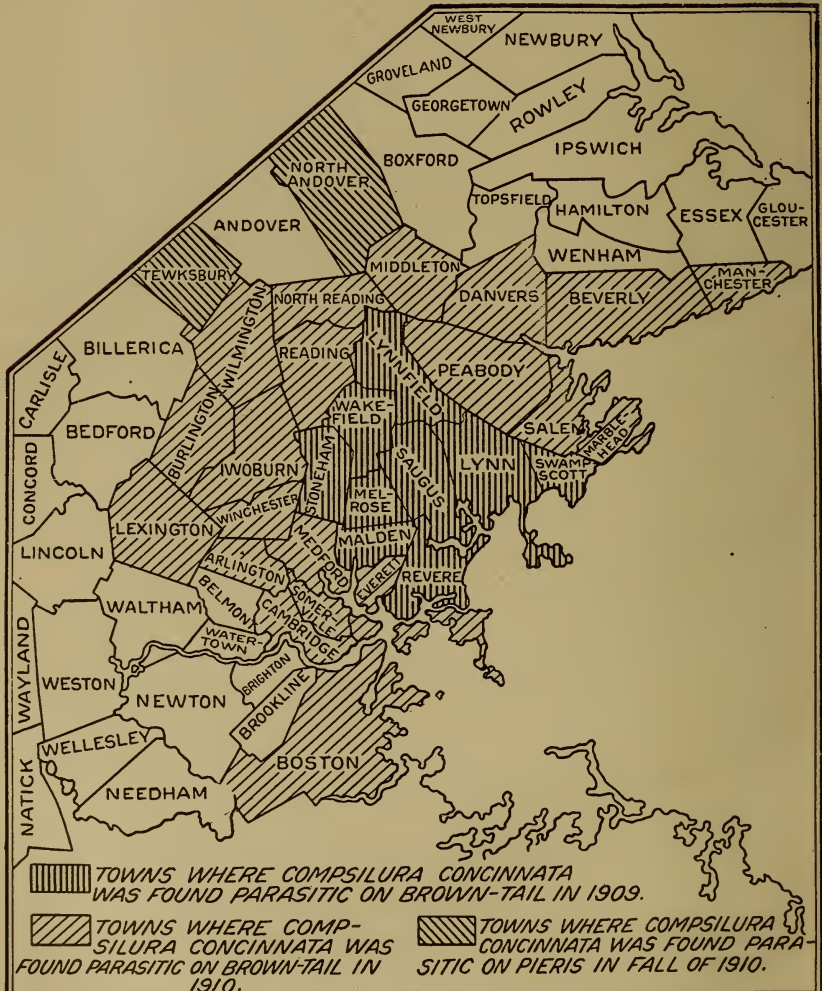 WEST
NEWBURY
NEWBURY
GROVELAND
GEORGETOWN
ROWLEY
BOXFORD
IPSWICH
NORTH
ANDOVER
TOPSFIELD
HAMILTON
ESSEX
GLOU-
CESTER
ANDOVER
WENHAM
TEWKSBURY
MIDDLETON
MAN-
CHESTER
NORTH READING
DANVERS
BEVERLY
WILMINGTON
BILLERICA
READING
LYNNFIELD
PEABODY
CARLISLE
WAKE-
FIELD
BURLINGTON
SALEM
MARBLE-
HEAD
BEDFORD
CONCORD
IWOBURN
STONEHAM
SAUGUS
LYNN
SWAMP
SCOTT
MEL-
ROSE
WINCHESTER
LEXINGTON
MEDFORD
MALDEN
LINCOLN
ARLINGTON
EVERETT
REVERE
BELMONT
SOMER-
VILLE
WALTHAM
CAMBRIDGE
WATER-
TOWN
WAYLAND
WESTON
BRIGHTON
NEWTON
BROOKLINE
WELLESLEY
BOSTON
NATICK
NEEDHAM
TOWNS WHERE COMPSILURA CONCINNATA
WAS FOUND PARASITIC ON BROWN-TAIL IN 1909.
TOWNS WHERE COMP-
SILURA CONCINNATA WAS
FOUND PARASITIC ON BROWN-TAIL IN
1910.
TOWNS WHERE COMPSILURA
CONCINNATA WAS FOUND PARA-
SITIC ON PIERIS IN FALL OF 1910.